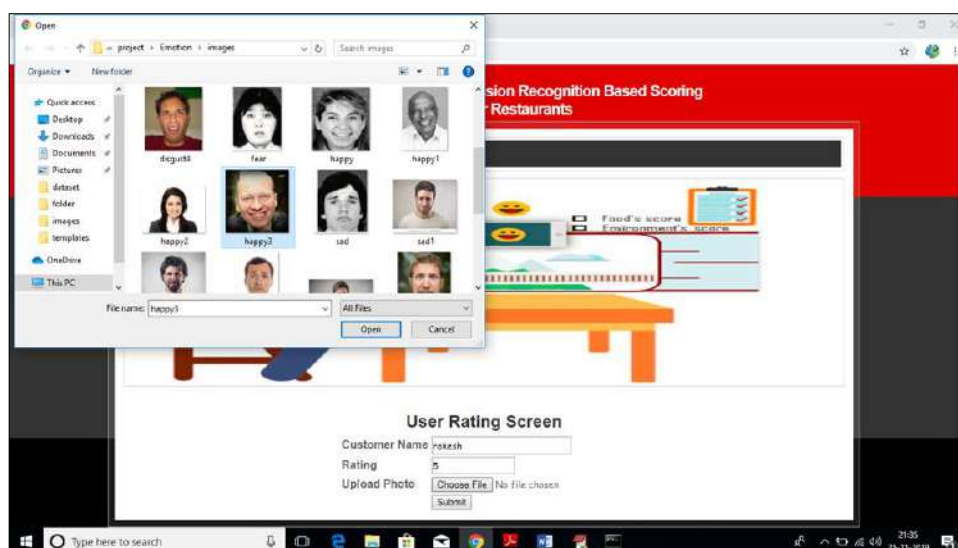 Open
project > Emotion > images
Search images
Organize
New folder
Quick access
Desktop
Downloads
Documents
Pictures
dataset
folder
images
templates
OneDrive
This PC
fear
happy
happy1
happy2
happy3
sad
sad1
File name: happy3
All Files
Open
Cancel
sion Recognition Based Scoring
Restaurants
Food's score
Environment's score
User Rating Screen
Customer Name rakesh
Rating 5
Upload Photo Choose File No file chosen
Submit
Type here to search
21:35